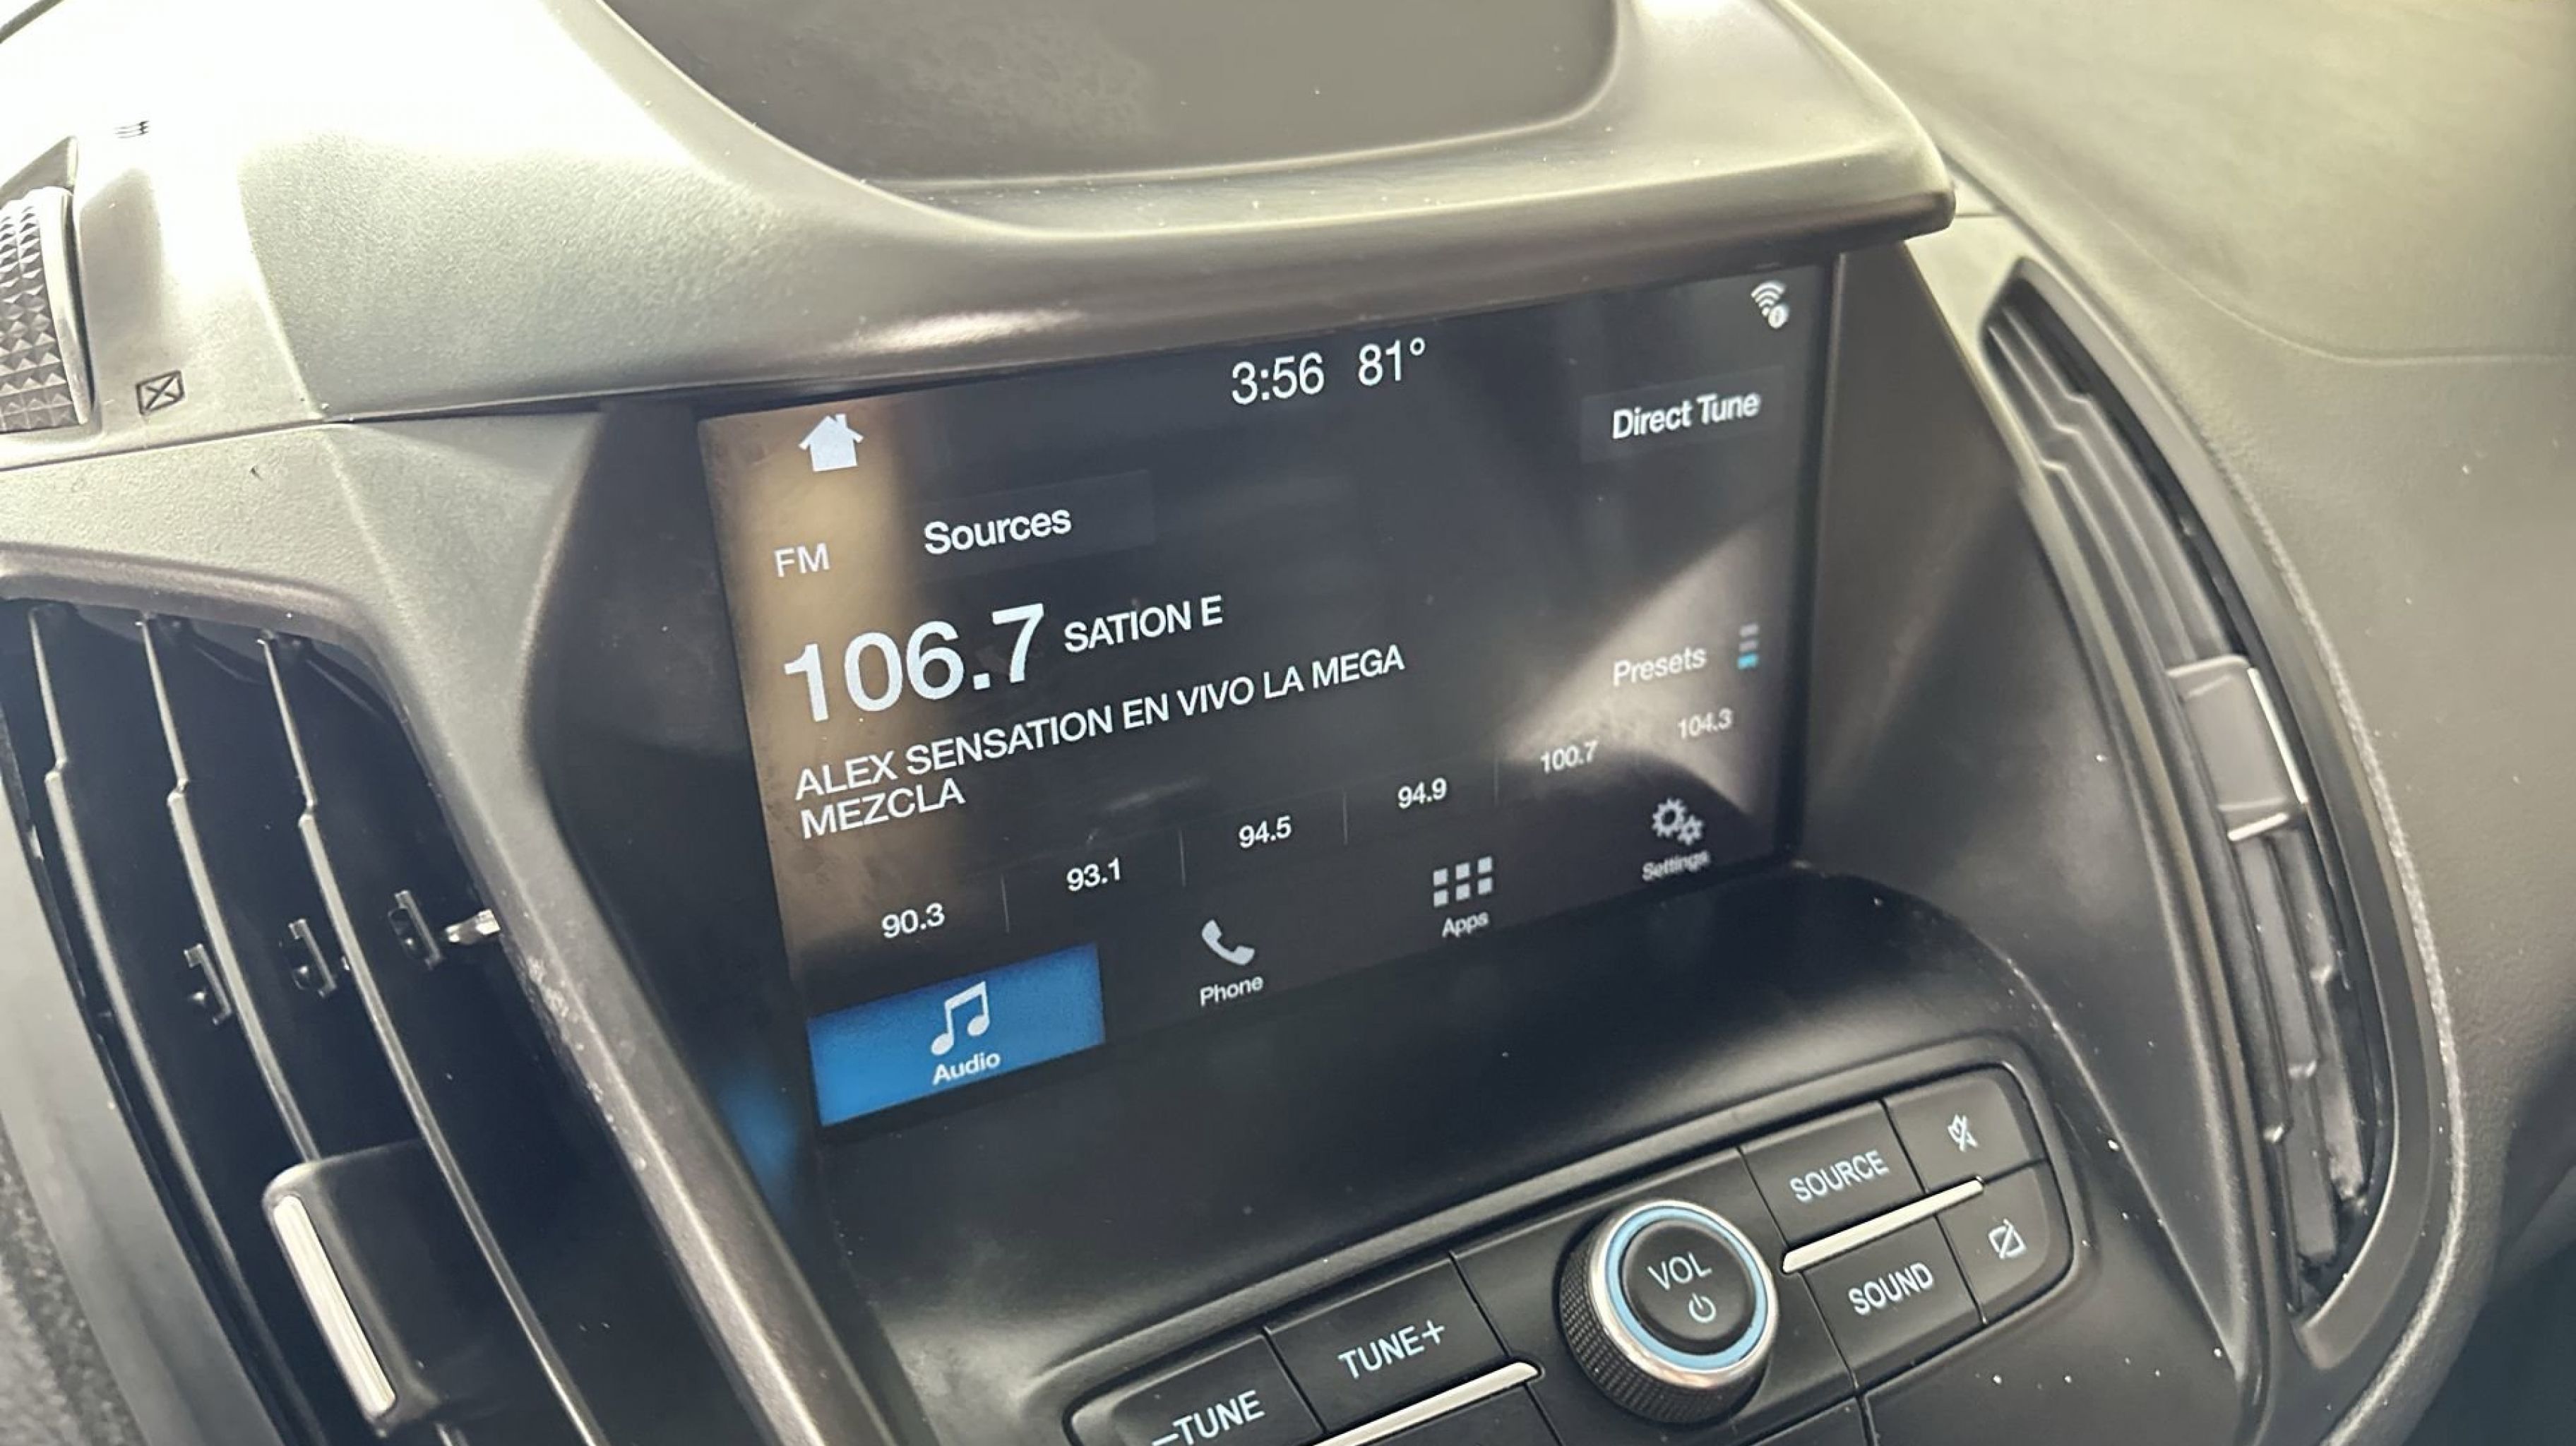 3:56 81°
Direct Tune
FM Sources
106.7 SATION E
ALEX SENSATION EN VIVO LA MEGA
MEZCLA
Presets
90.3 93.1 94.5 94.9 100.7 104.3
Audio Phone Apps Settings
SOURCE
VOL
SOUND
–TUNE TUNE+